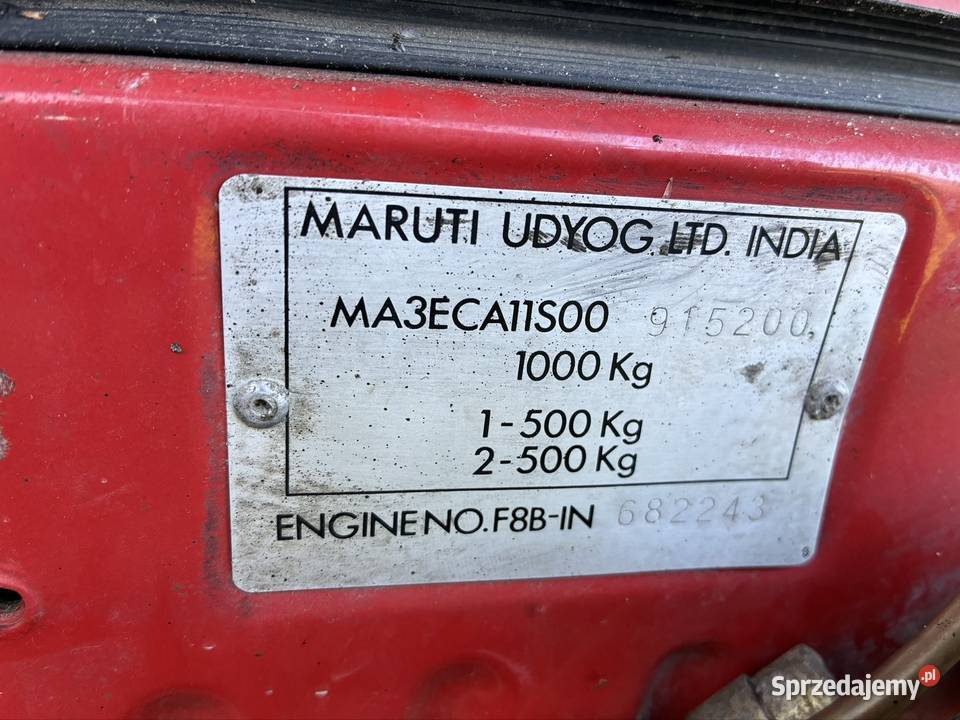 MARUTI UDYOG LTD. INDIA
MA3ECA11S00 915200
1000 Kg
1-500 Kg
2-500 Kg
ENGINE NO. F8B-IN 682243
Sprzedajemy.pl